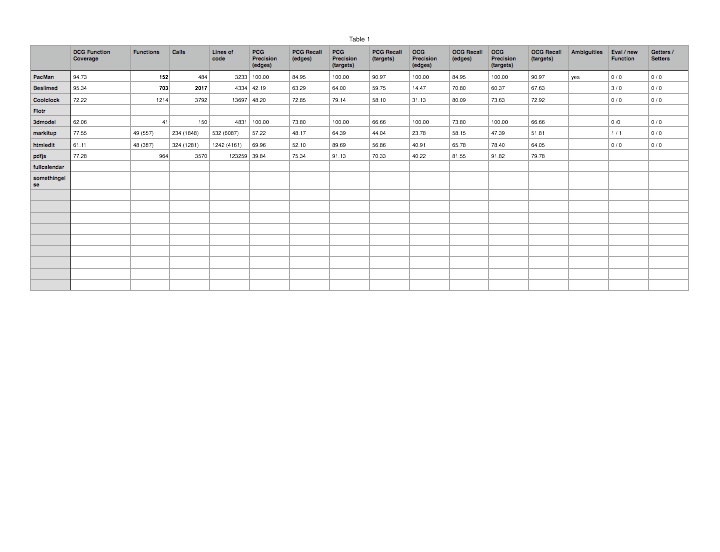 Table 1
DCG Function Coverage Functions Calls Lines of code PCG Precision (edges) PCG Recall (edges) PCG Precision (targets) PCG Recall (targets) OCG Precision (edges) OCG Recall (edges) OCG Precision (targets) OCG Recall (targets) Ambiguities Eval / new Function Getters / Setters
PacMan 94.73 152 484 3233 100.00 84.95 100.00 90.97 100.00 84.95 100.00 90.97 yes 0 / 0 0 / 0
Beslimed 95.34 703 2017 4334 42.19 63.29 64.00 59.75 14.47 70.80 60.37 67.63 3 / 0 0 / 0
Coolclock 72.22 1214 3792 13697 48.20 72.85 79.14 58.10 31.13 80.09 73.63 72.92 0 / 0 0 / 0
Flotr
3dmodel 62.06 41 150 4831 100.00 73.80 100.00 66.66 100.00 73.80 100.00 66.66 0 /0 0 / 0
markitup 77.55 49 (557) 234 (1848) 532 (6087) 57.22 48.17 64.39 44.04 23.78 58.15 47.39 51.81 1 / 1 0 / 0
htmledit 61.11 48 (387) 324 (1281) 1242 (4161) 69.96 52.10 89.69 56.86 40.91 65.78 78.40 64.05 0 / 0 0 / 0
pdfjs 77.28 964 3570 123259 39.84 75.34 91.13 70.33 40.22 81.55 91.82 79.78
fullcalendar
somethingelse